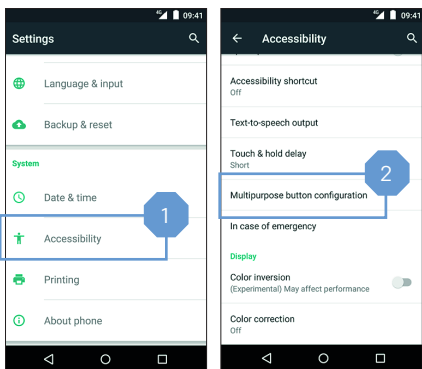 4G 09:41
Settings
Language & input
Backup & reset
System
Date & time
1
Accessibility
Printing
About phone
4G 09:41
Accessibility
Accessibility shortcut
Off
Text-to-speech output
Touch & hold delay
Short
2
Multipurpose button configuration
In case of emergency
Display
Color inversion
(Experimental) May affect performance
Color correction
Off